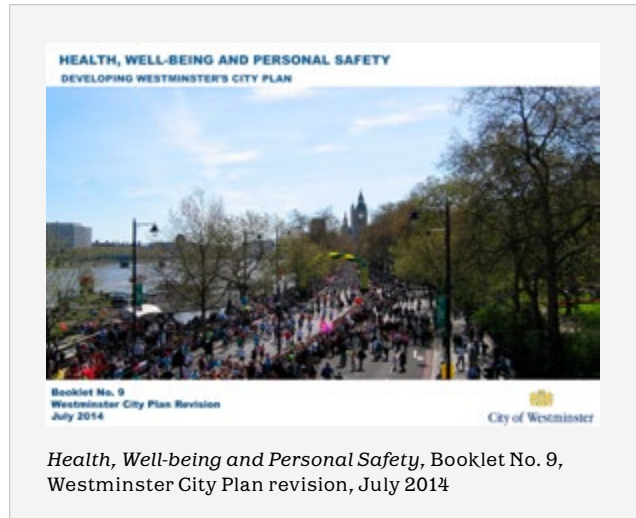 HEALTH, WELL-BEING AND PERSONAL SAFETY
DEVELOPING WESTMINSTER'S CITY PLAN
Booklet No. 9
Westminster City Plan Revision
July 2014
City of Westminster
Health, Well-being and Personal Safety, Booklet No. 9,
Westminster City Plan revision, July 2014